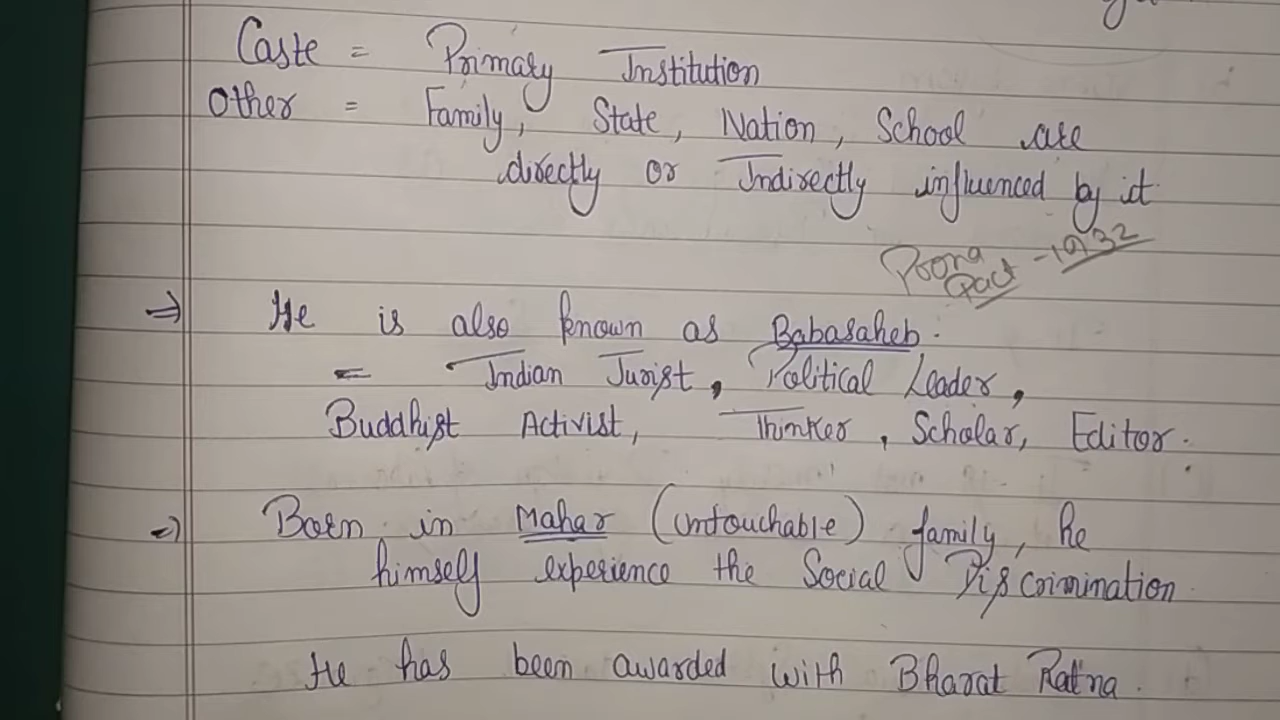 Caste = Primary Institution
Other = Family, State, Nation, School are
directly or Indirectly influenced by it
Poona Pact - 1932
⇒ He is also known as Babasaheb.
- Indian Jurist, Political Leader,
Buddhist Activist, Thinker, Scholar, Editor.
⇒ Born in Mahar (untouchable) family, he
himself experience the Social Discrimination
He has been awarded with Bharat Ratna.